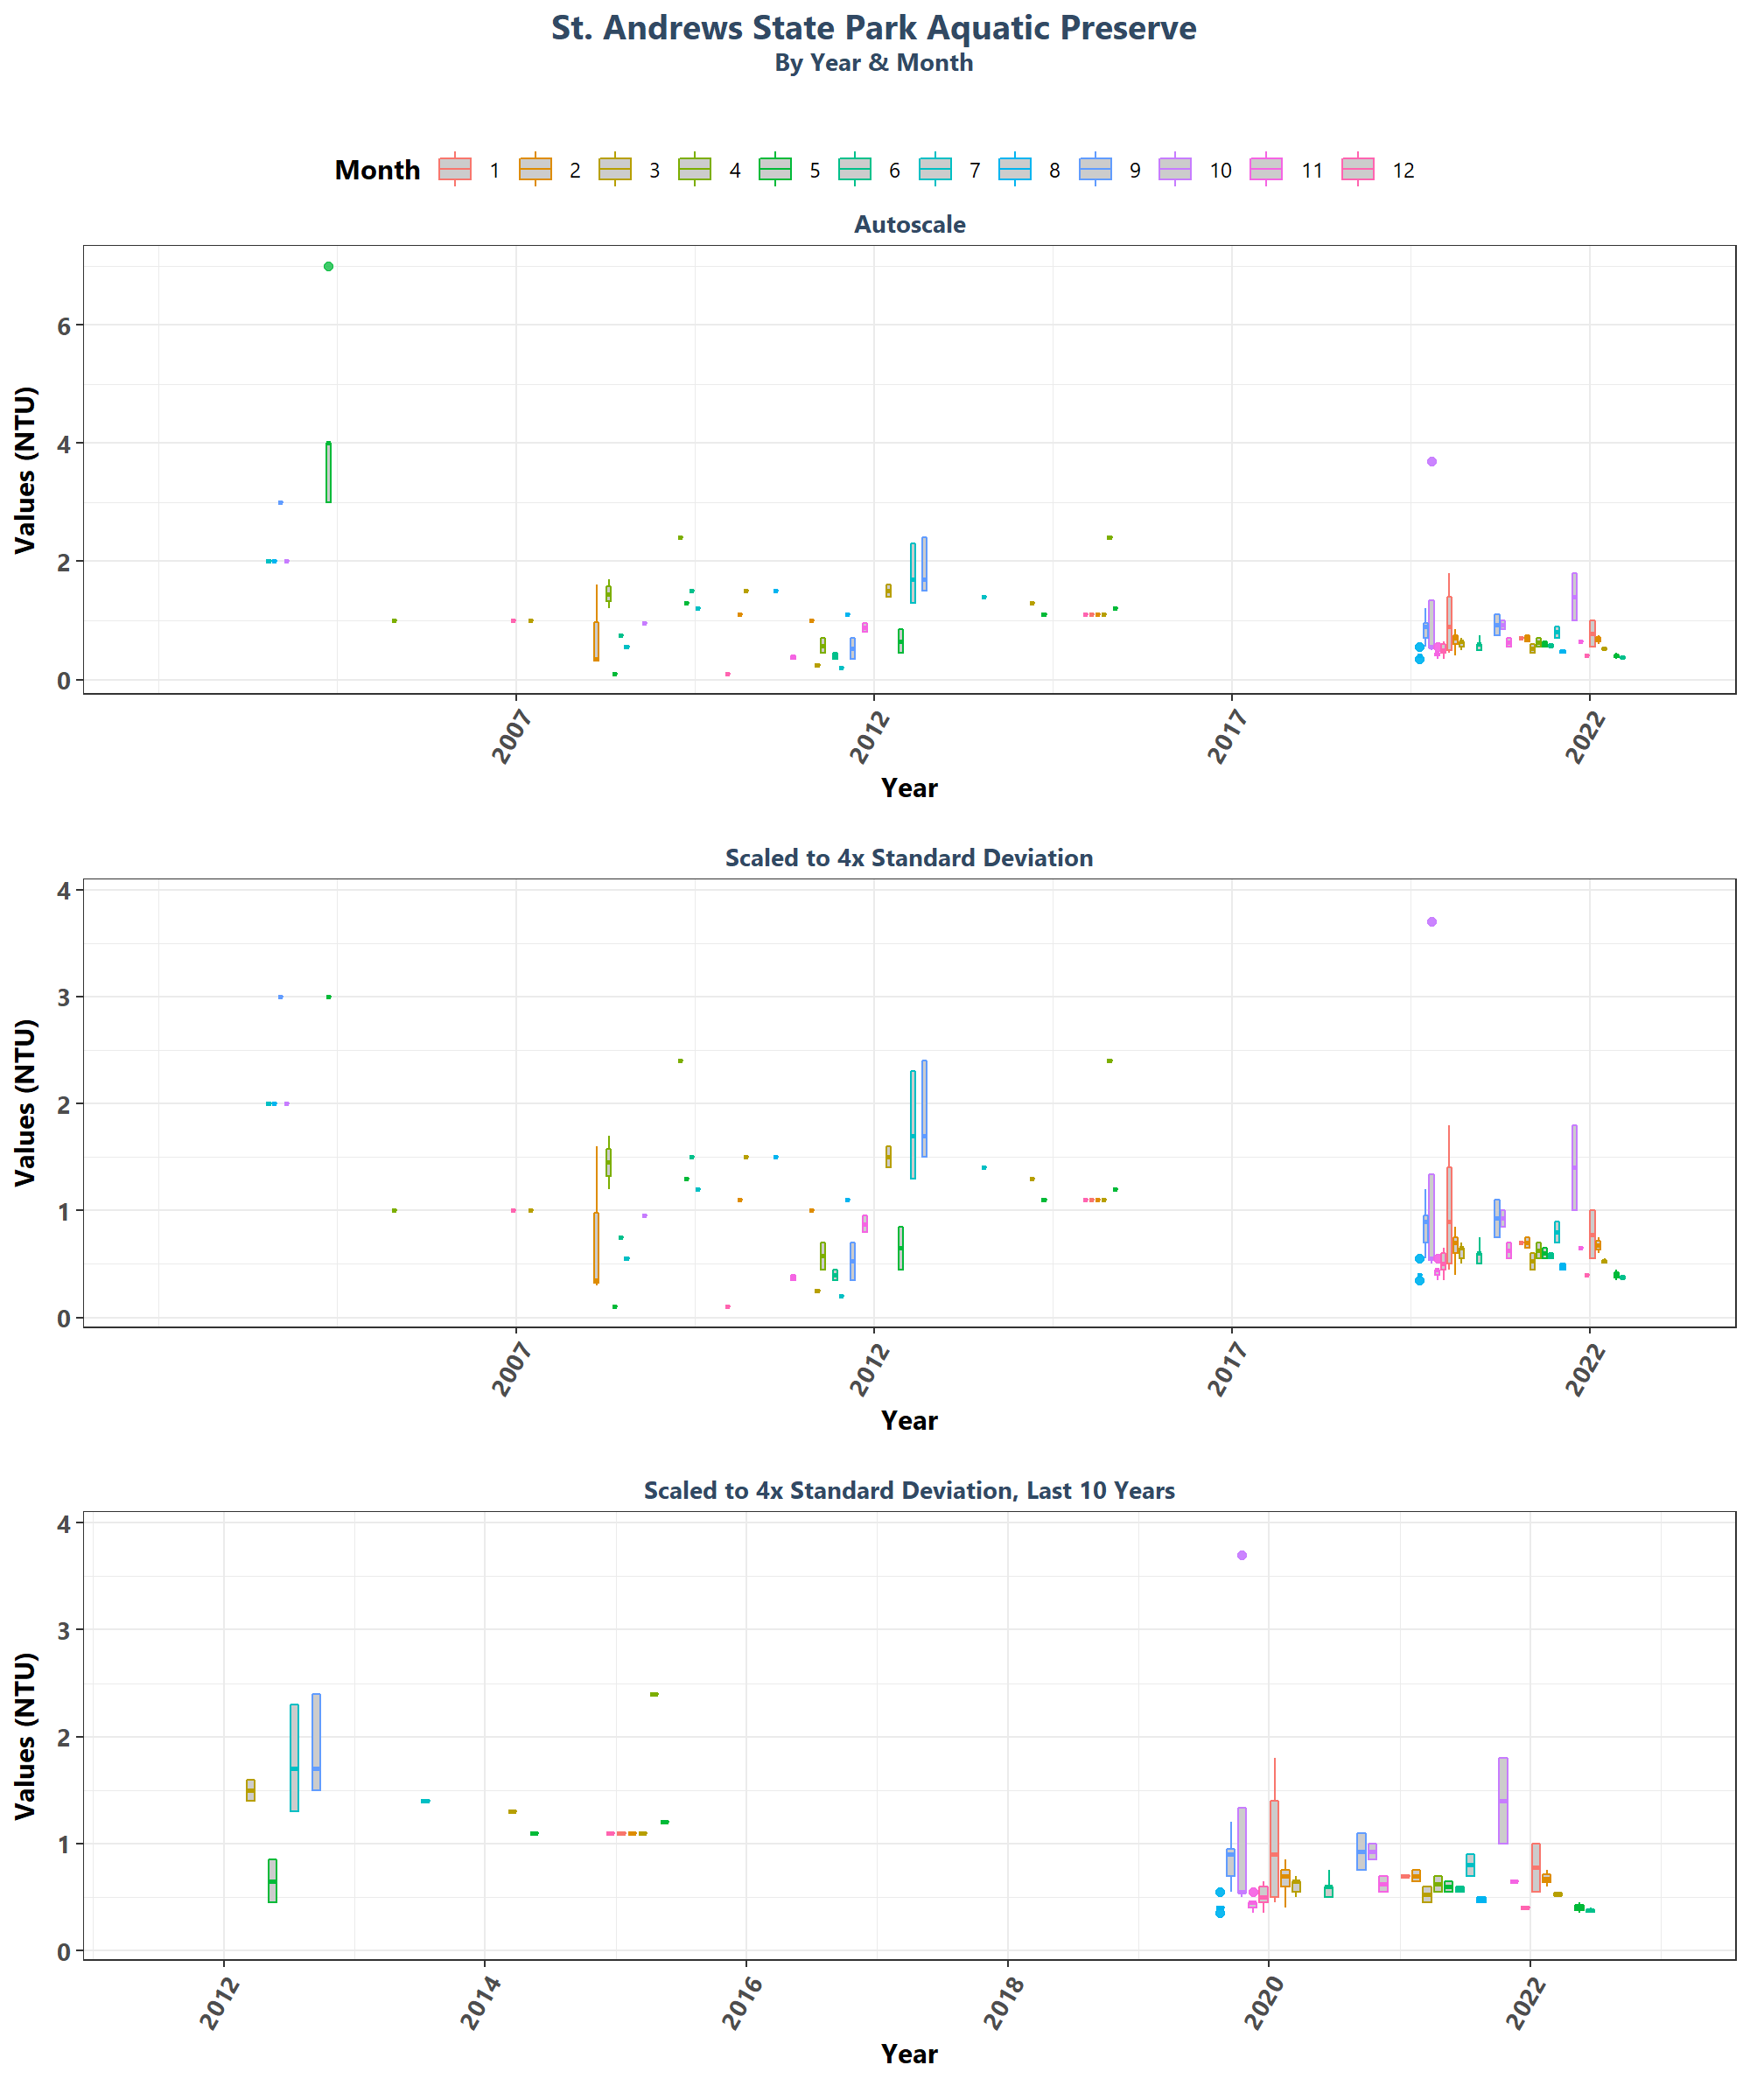 St. Andrews State Park Aquatic Preserve
By Year & Month
Month 1 2 3 4 5 6 7 8 9 10 11 12
Autoscale
Values (NTU)
6
4
2
0
2007 2012 2017 2022
Year
Scaled to 4x Standard Deviation
Values (NTU)
4
3
2
1
0
2007 2012 2017 2022
Year
Scaled to 4x Standard Deviation, Last 10 Years
Values (NTU)
4
3
2
1
0
2012 2014 2016 2018 2020 2022
Year